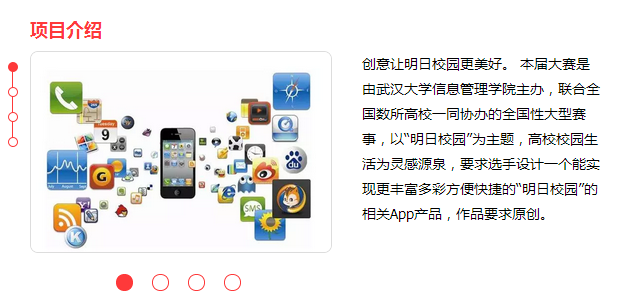 项目介绍
创意让明日校园更美好。 本届大赛是
由武汉大学信息管理学院主办，联合全
国数所高校一同协办的全国性大型赛
事，以“明日校园”为主题，高校校园生
活为灵感源泉，要求选手设计一个能实
现更丰富多彩方便快捷的“明日校园”的
相关App产品，作品要求原创。
Tuesday
9
G
SMS
K